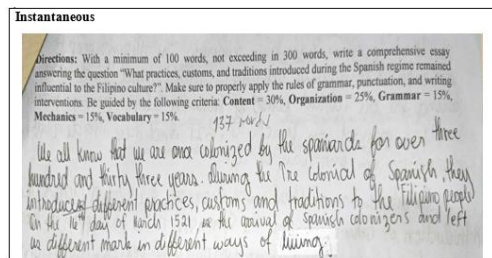 Instantaneous
Directions: With a minimum of 100 words, not exceeding in 300 words, write a comprehensive essay
answering the question "What practices, customs, and traditions introduced during the Spanish regime remained
influential to the Filipino culture?". Make sure to properly apply the rules of grammar, punctuation, and writing
interventions. Be guided by the following criteria: Content = 30%, Organization = 25%, Grammar = 15%,
Mechanics = 15%, Vocabulary = 15%
137 words
We all know that we are once colonized by the spaniards for over three
hundred and thirty three years. During the Tre Colonial of Spanish, they
introduced different practices, customs and traditions to the Filipino people
On the 16th day of March 1521, the arrival of Spanish colonizers and left
us different mark in different ways of living.